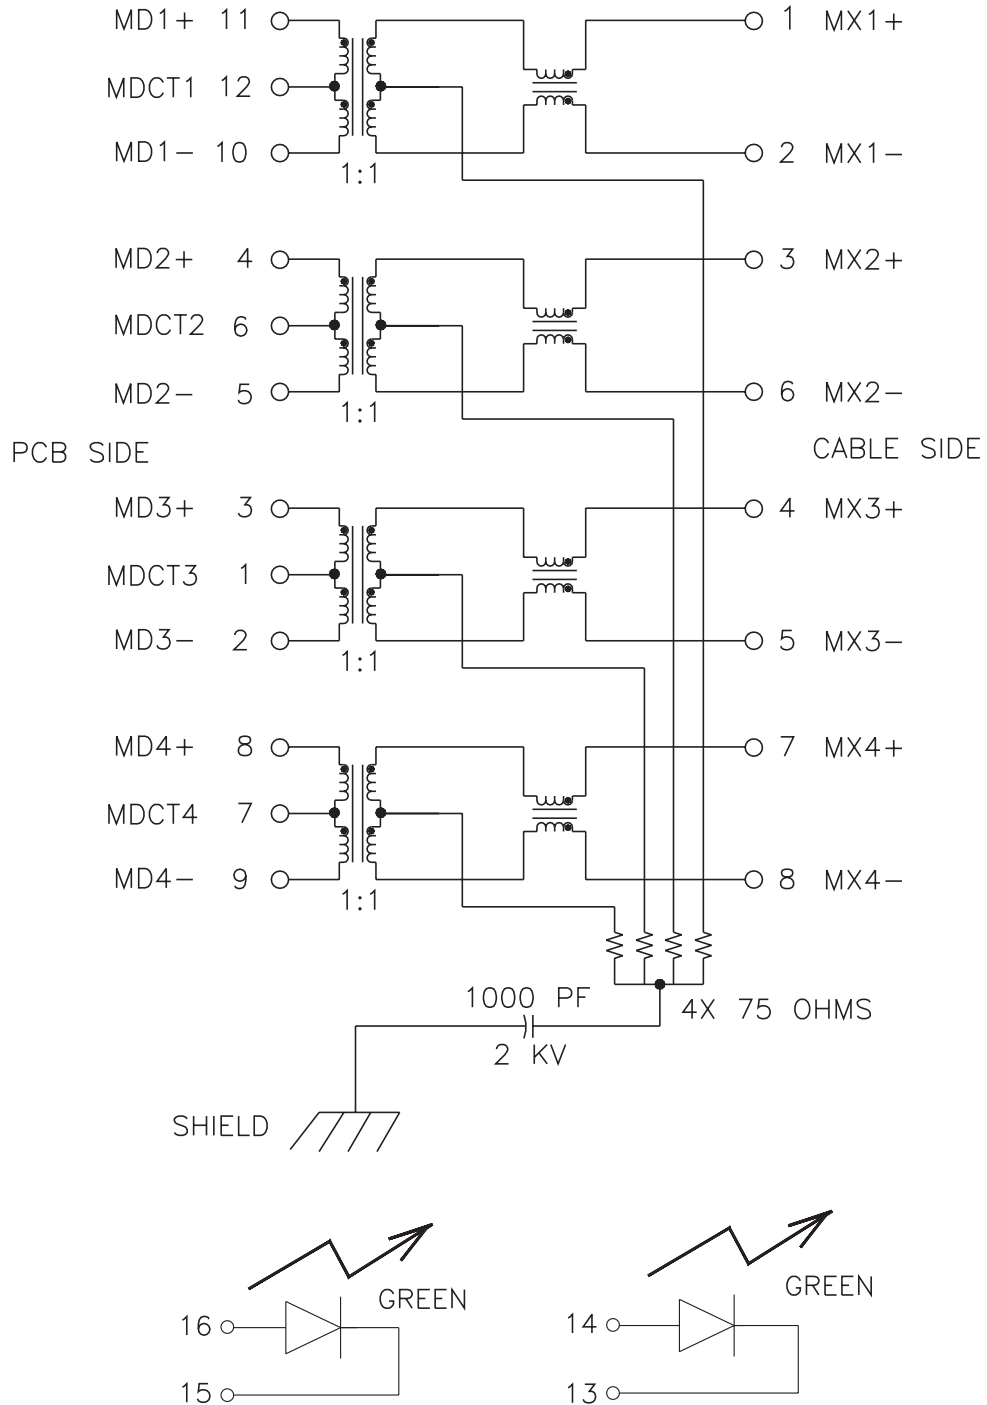 MD1+ 11 1 MX1+
MDCT1 12
MD1- 10 2 MX1-
1:1
MD2+ 4 3 MX2+
MDCT2 6
MD2- 5 6 MX2-
1:1
PCB SIDE CABLE SIDE
MD3+ 3 4 MX3+
MDCT3 1
MD3- 2 5 MX3-
1:1
MD4+ 8 7 MX4+
MDCT4 7
MD4- 9 8 MX4-
1:1
1000 PF
4X 75 OHMS
2 KV
SHIELD
GREEN
16
15
GREEN
14
13